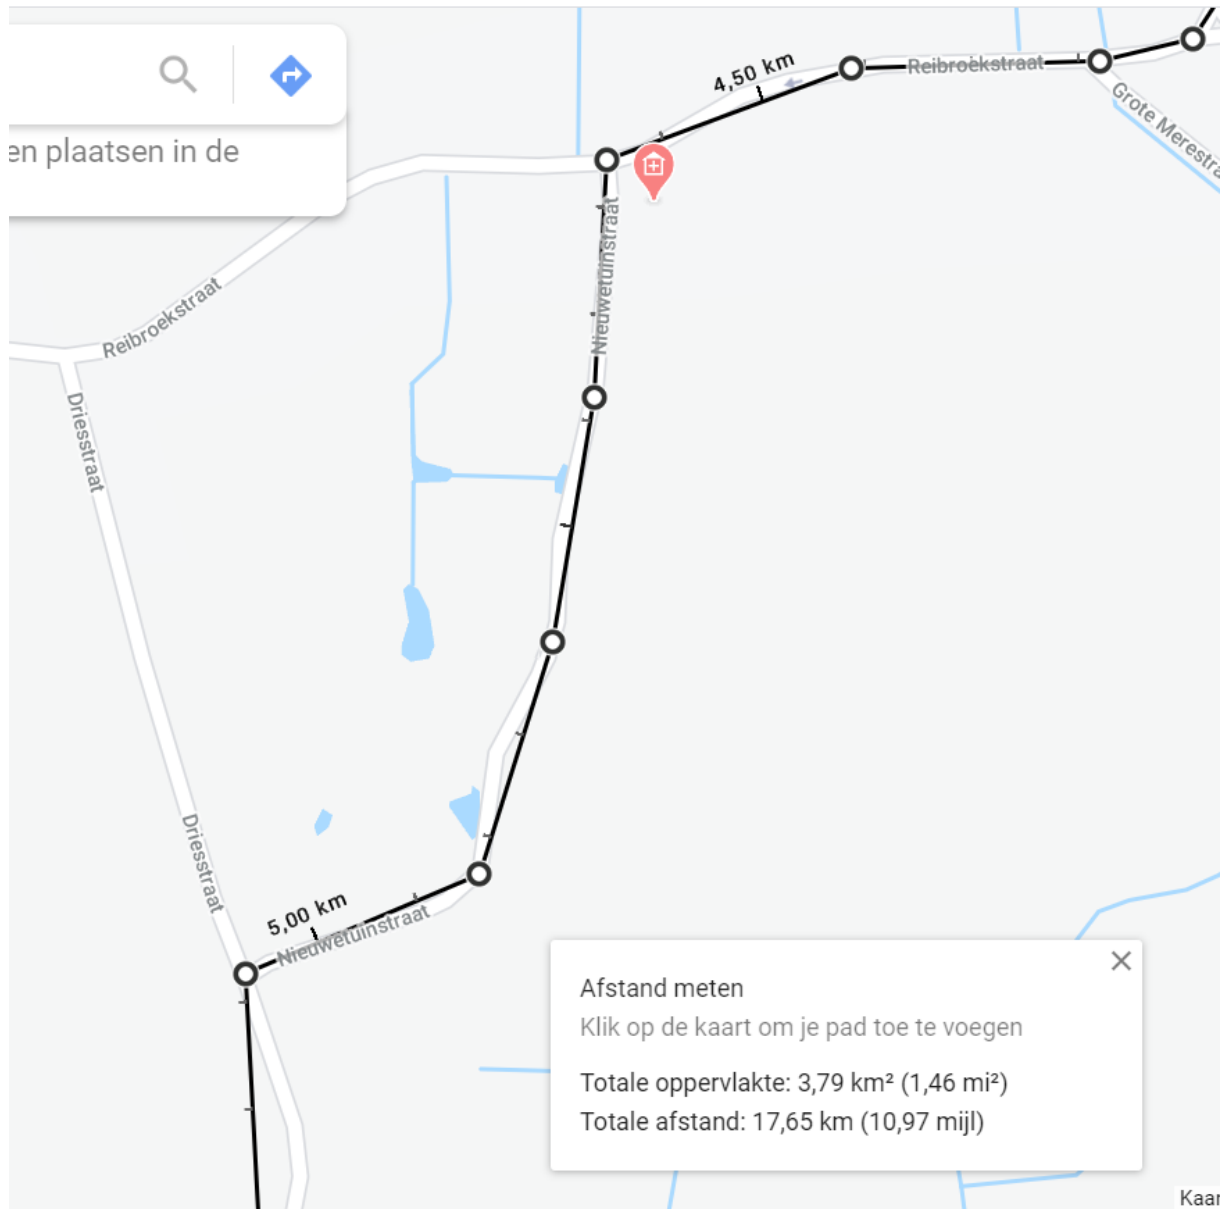 4,50 km
Reibroekstraat
Grote Merestra
en plaatsen in de
Nieuwetuinstraat
Reibroekstraat
Driesstraat
Driesstraat
5,00 km
Nieuwetuinstraat
Afstand meten
Klik op de kaart om je pad toe te voegen
Totale oppervlakte: 3,79 km² (1,46 mi²)
Totale afstand: 17,65 km (10,97 mijl)
Kaar